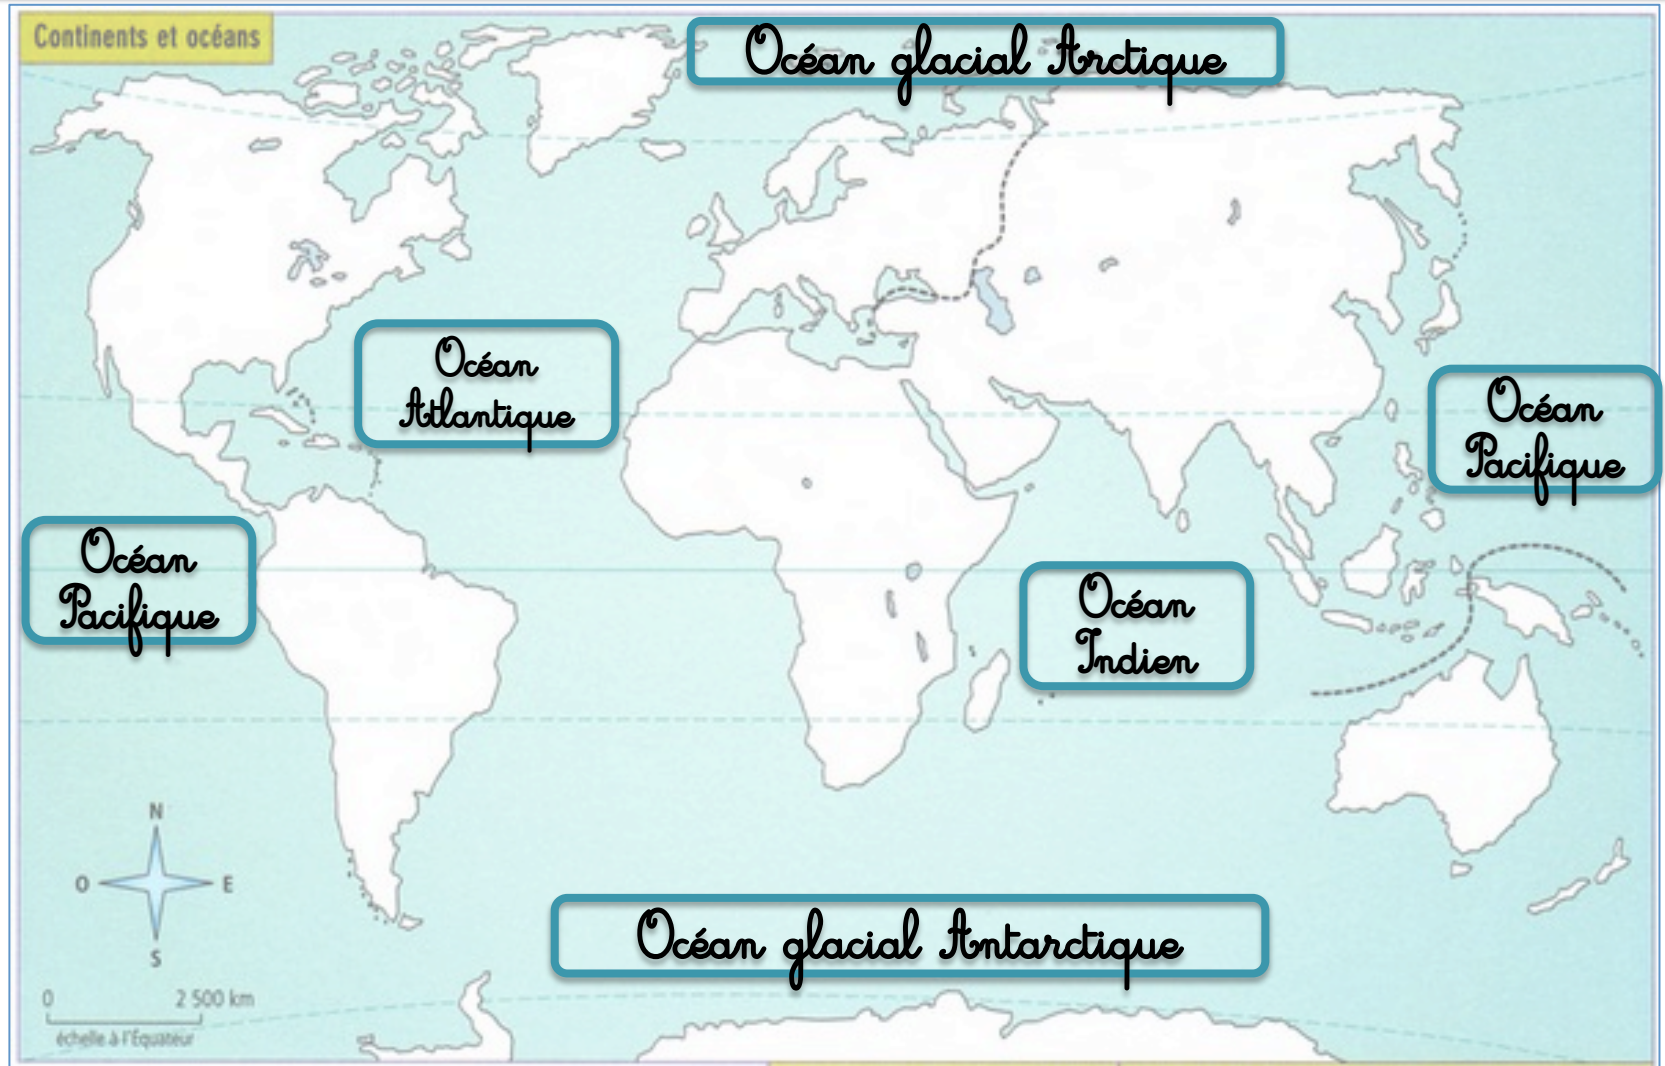 Continents et océans
Océan glacial Arctique
Océan
Atlantique
Océan
Pacifique
Océan
Pacifique
Océan
Indien
N
O
E
S
Océan glacial Antarctique
0
2 500 km
échelle à l'Équateur